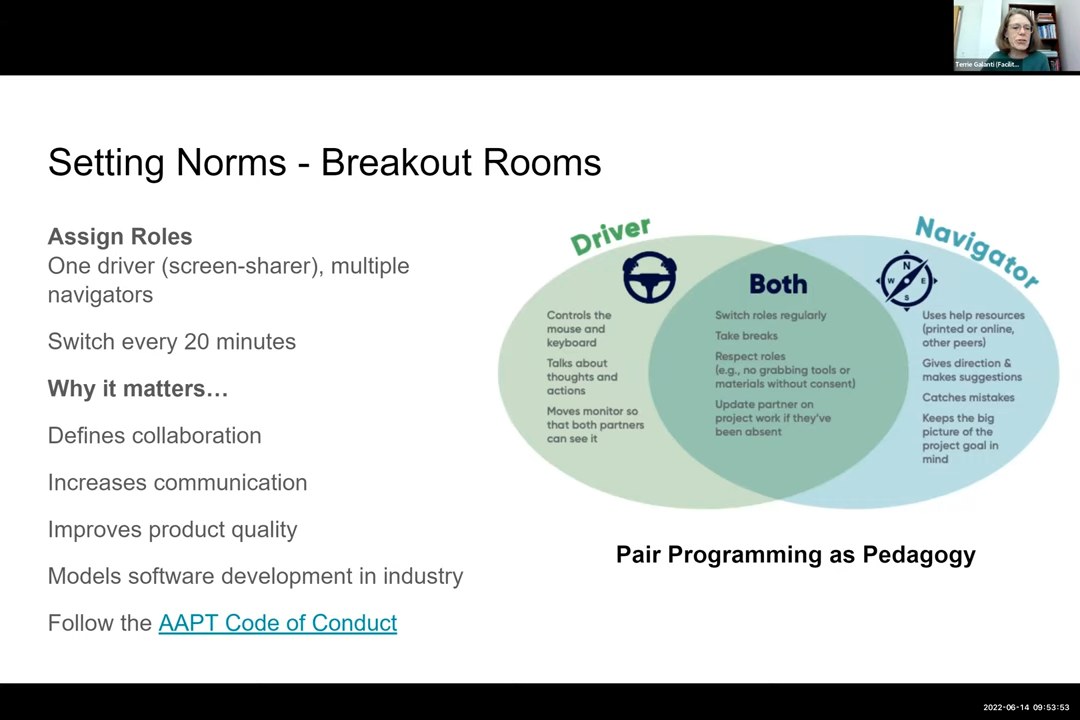 Terrie Galanti (Facilit...
Setting Norms - Breakout Rooms
Assign Roles
One driver (screen-sharer), multiple
navigators
Switch every 20 minutes
Why it matters…
Defines collaboration
Increases communication
Improves product quality
Models software development in industry
Follow the AAPT Code of Conduct
Driver
Controls the
mouse and
keyboard
Talks about
thoughts and
actions
Moves monitor so
that both partners
can see it
Both
Switch roles regularly
Take breaks
Respect roles
(e.g., no grabbing tools or
materials without consent)
Update partner on
project work if they've
been absent
Navigator
N
W E
S
Uses help resources
(printed or online,
other peers)
Gives direction &
makes suggestions
Catches mistakes
Keeps the big
picture of the
project goal in
mind
Pair Programming as Pedagogy
2022-06-14 09:53:53